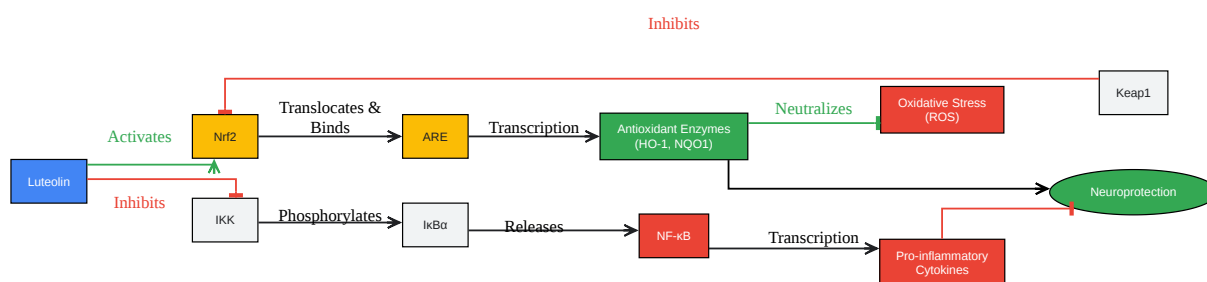 Inhibits
Keap1
Oxidative Stress
(ROS)
Neutralizes
Translocates &
Binds
Transcription
Antioxidant Enzymes
(HO-1, NQO1)
Activates
Nrf2
ARE
Luteolin
Neuroprotection
Inhibits
IKK
Phosphorylates
IκBα
Releases
NF-κB
Transcription
Pro-inflammatory
Cytokines